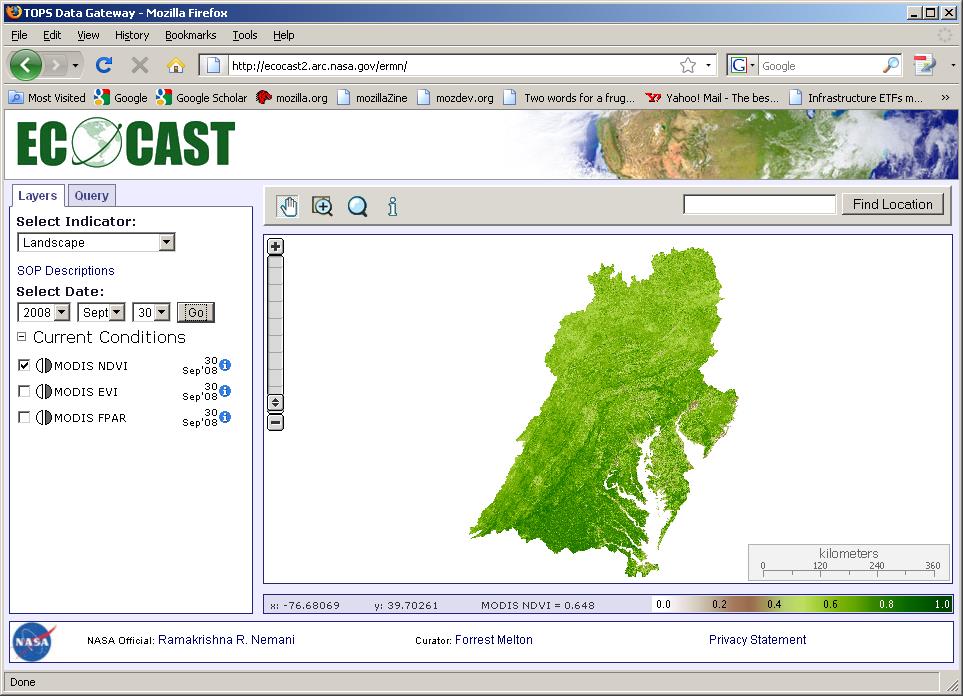 TOPS Data Gateway - Mozilla Firefox
File Edit View History Bookmarks Tools Help
http://ecocast2.arc.nasa.gov/ermn/
G Google
Most Visited Google Google Scholar mozilla.org mozillaZine mozdev.org Two words for a frug... Yahoo! Mail - The bes... Infrastructure ETFs m... »
ECOCAST
Layers Query
Find Location
Select Indicator:
Landscape
SOP Descriptions
Select Date:
2008 Sept 30 Go
Current Conditions
MODIS NDVI 30 Sep'08
MODIS EVI 30 Sep'08
MODIS FPAR 30 Sep'08
kilometers
0 120 240 360
x: -76.68069 y: 39.70261 MODIS NDVI = 0.648 0.0 0.2 0.4 0.6 0.8 1.0
NASA NASA Official: Ramakrishna R. Nemani Curator: Forrest Melton Privacy Statement
Done